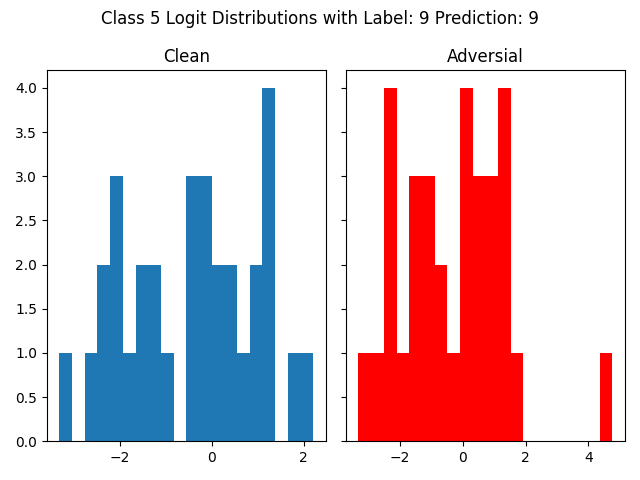 Class 5 Logit Distributions with Label: 9 Prediction: 9
Clean
Adversial
4.0
3.5
3.0
2.5
2.0
1.5
1.0
0.5
0.0
−2 0 2
−2 0 2 4